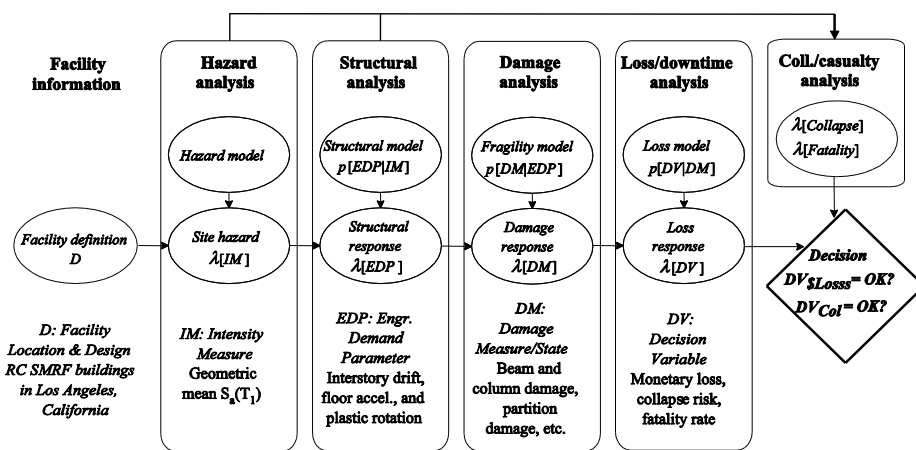 Facility
information
Hazard
analysis
Structural
analysis
Damage
analysis
Loss/downtime
analysis
Coll./casualty
analysis
Hazard model
Structural model
p[EDP|IM]
Fragility model
p[DM|EDP]
Loss model
p[DV|DM]
λ[Collapse]
λ[Fatality]
Facility definition
D
Site hazard
λ[IM]
Structural
response
λ[EDP]
Damage
response
λ[DM]
Loss
response
λ[DV]
Decision
DV$Losss= OK?
DVCol= OK?
D: Facility
Location & Design
RC SMRF buildings
in Los Angeles,
California
IM: Intensity
Measure
Geometric
mean Sa(T1)
EDP: Engr.
Demand
Parameter
Interstory drift,
floor accel., and
plastic rotation
DM:
Damage
Measure/State
Beam and
column damage,
partition
damage, etc.
DV:
Decision
Variable
Monetary loss,
collapse risk,
fatality rate